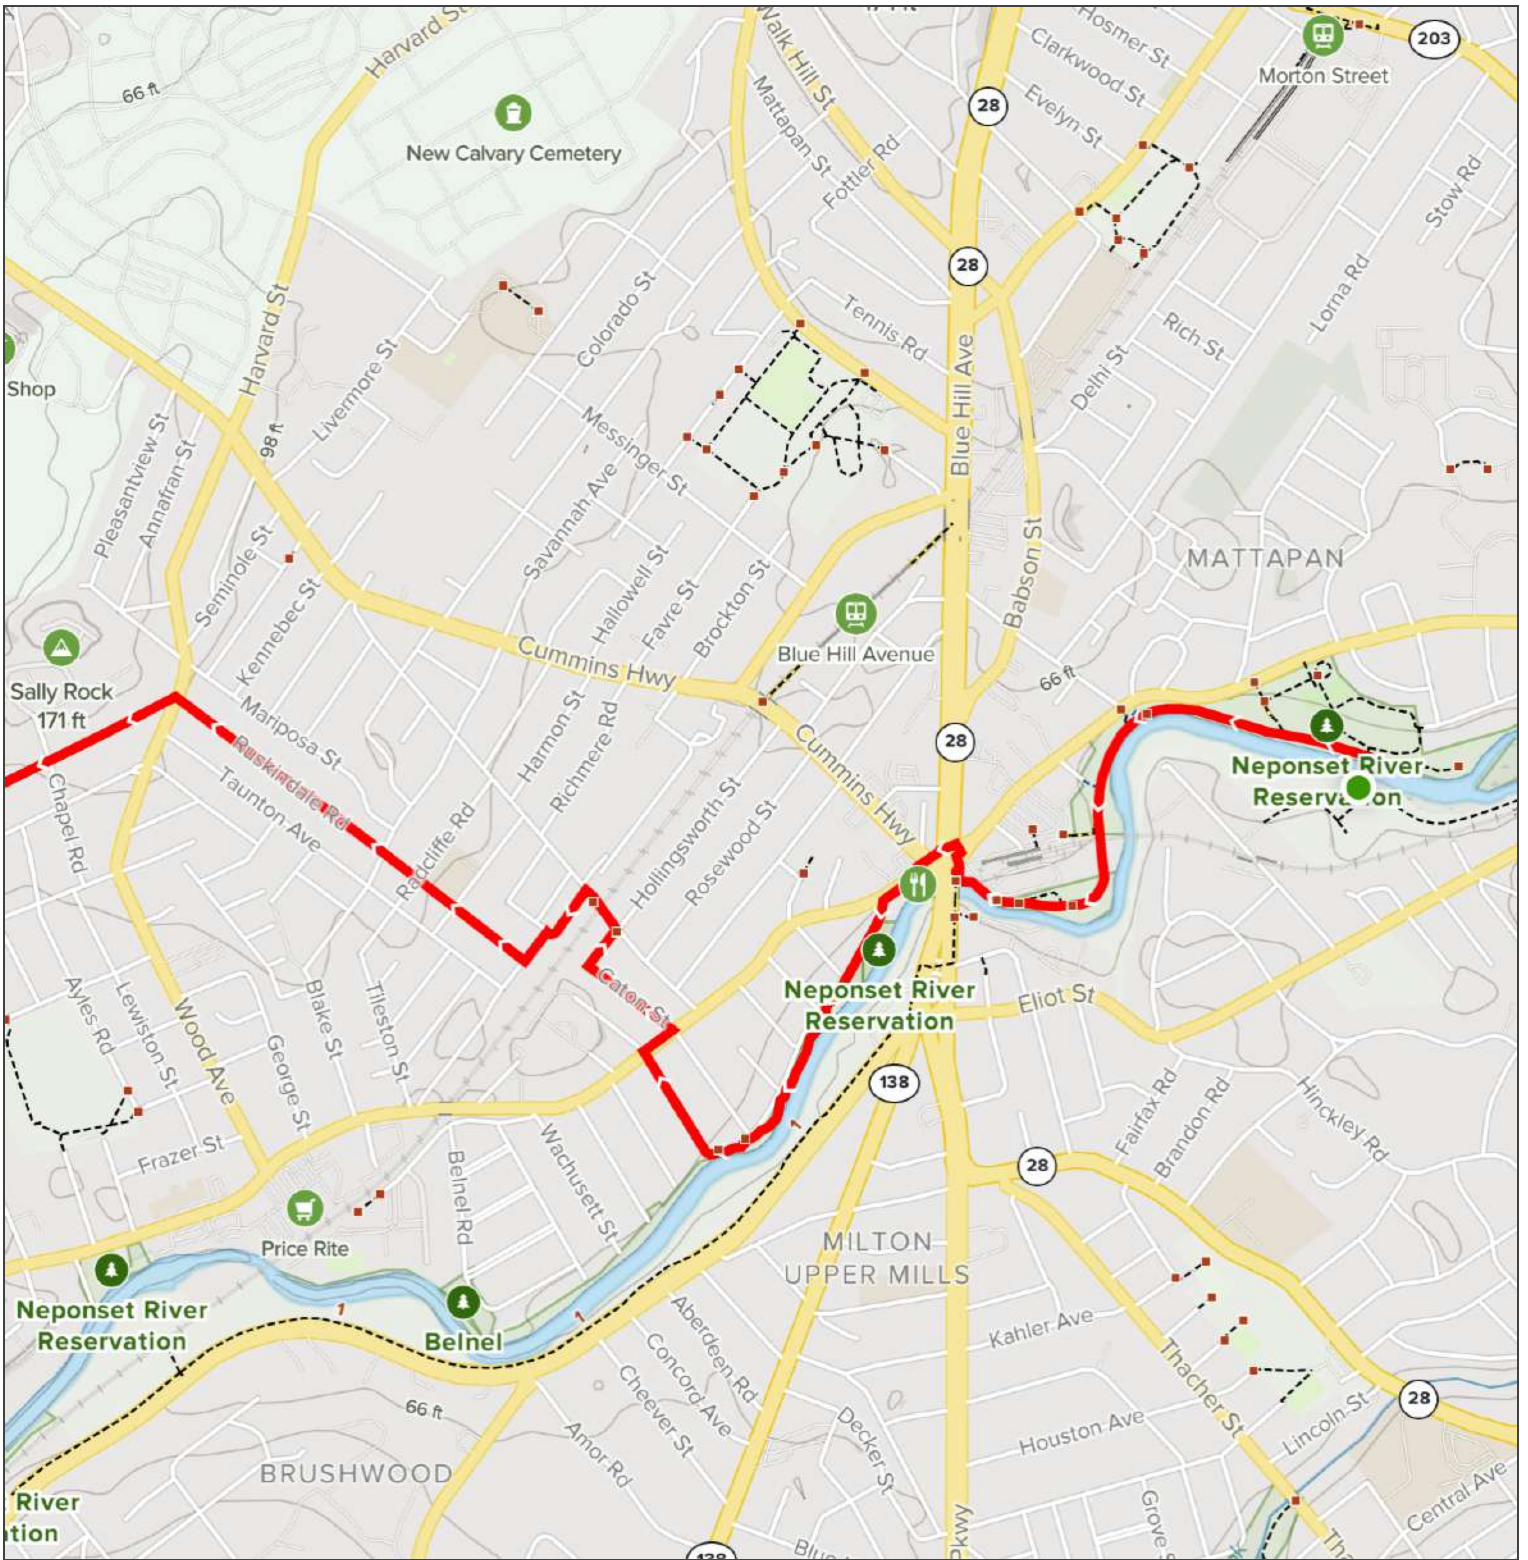 Harvard St
Walk Hill St
Hosmer St
Clarkwood St
Evelyn St
203
Morton Street
66 ft
28
New Calvary Cemetery
Mattapan St
Fottler Rd
Stow Rd
28
Lorna Rd
Harvard St
Colorado St
Tennis Rd
Rich St
Shop
Livermore St
Delhi St
Blue Hill Ave
98 ft
Pleasantview St
Annafran St
Messinger St
Savannah Ave
Seminole St
Kennebec St
Hallowell St
Favre St
Brockton St
Babson St
MATTAPAN
Blue Hill Avenue
Cummins Hwy
66 ft
Sally Rock
171 ft
Mariposa St
Harmon St
Richmere Rd
Cummins Hwy
28
Ruskindale Rd
Taunton Ave
Neponset River
Reservation
Chapel Rd
Radcliffe Rd
Hollingsworth St
Rosewood St
Caton St
Neponset River
Reservation
Eliot St
Ayles Rd
Lewiston St
Wood Ave
Blake St
Tileston St
George St
138
Fairfax Rd
Brandon Rd
Hinckley Rd
1
Frazer St
Belnel Rd
Wachusett St
28
Price Rite
MILTON
UPPER MILLS
Neponset River
Reservation
1
Belnel
1
Aberdeen Rd
Concord Ave
Cheever St
Kahler Ave
Thacher St
28
66 ft
Amor Rd
Decker St
Houston Ave
Lincoln St
BRUSHWOOD
Central Ave
River
Grove
Pkwy
138